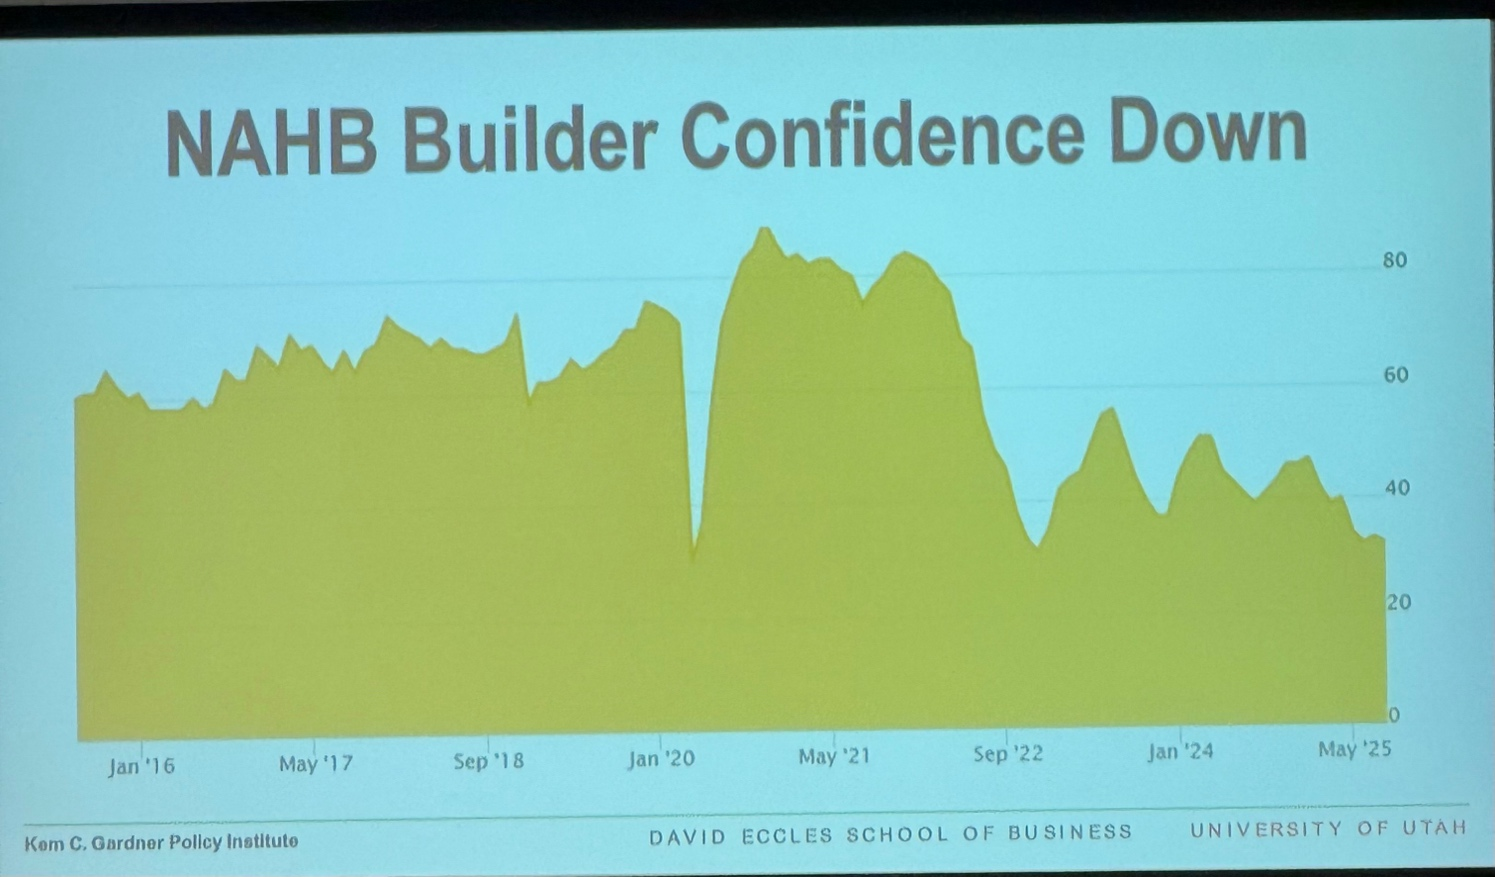 NAHB Builder Confidence Down
80
60
40
20
0
Jan '16 May '17 Sep '18 Jan '20 May '21 Sep '22 Jan '24 May '25
Kem C. Gardner Policy Institute DAVID ECCLES SCHOOL OF BUSINESS UNIVERSITY OF UTAH